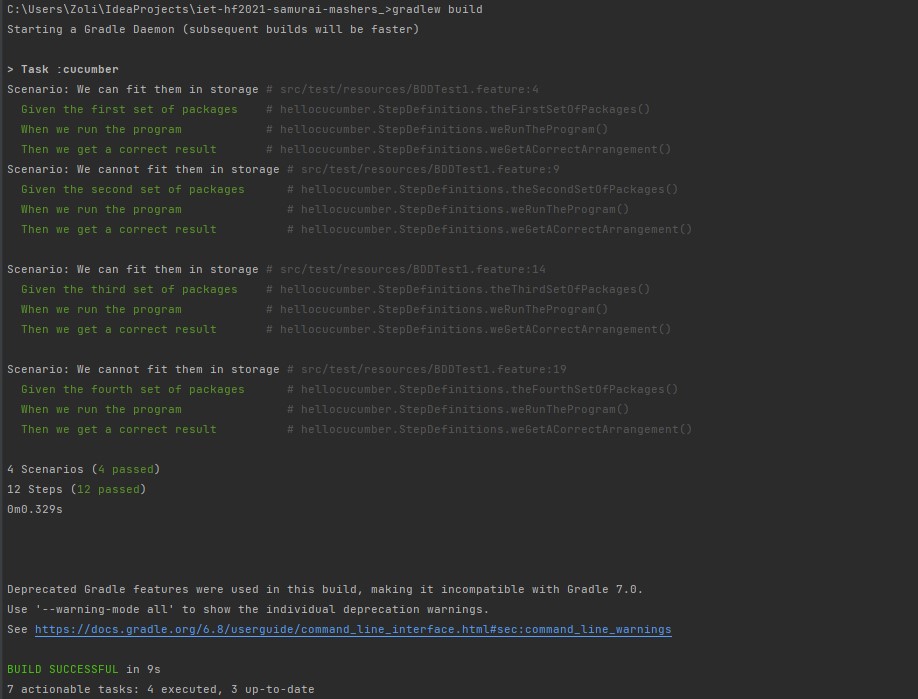 C:\Users\Zoli\IdeaProjects\iet-hf2021-samurai-mashers_>gradlew build
Starting a Gradle Daemon (subsequent builds will be faster)
> Task :cucumber
Scenario: We can fit them in storage # src/test/resources/BDDTest1.feature:4
Given the first set of packages # hellocucumber.StepDefinitions.theFirstSetOfPackages()
When we run the program # hellocucumber.StepDefinitions.weRunTheProgram()
Then we get a correct result # hellocucumber.StepDefinitions.weGetACorrectArrangement()
Scenario: We cannot fit them in storage # src/test/resources/BDDTest1.feature:9
Given the second set of packages # hellocucumber.StepDefinitions.theSecondSetOfPackages()
When we run the program # hellocucumber.StepDefinitions.weRunTheProgram()
Then we get a correct result # hellocucumber.StepDefinitions.weGetACorrectArrangement()
Scenario: We can fit them in storage # src/test/resources/BDDTest1.feature:14
Given the third set of packages # hellocucumber.StepDefinitions.theThirdSetOfPackages()
When we run the program # hellocucumber.StepDefinitions.weRunTheProgram()
Then we get a correct result # hellocucumber.StepDefinitions.weGetACorrectArrangement()
Scenario: We cannot fit them in storage # src/test/resources/BDDTest1.feature:19
Given the fourth set of packages # hellocucumber.StepDefinitions.theFourthSetOfPackages()
When we run the program # hellocucumber.StepDefinitions.weRunTheProgram()
Then we get a correct result # hellocucumber.StepDefinitions.weGetACorrectArrangement()
4 Scenarios (4 passed)
12 Steps (12 passed)
0m0.329s
Deprecated Gradle features were used in this build, making it incompatible with Gradle 7.0.
Use '--warning-mode all' to show the individual deprecation warnings.
See https://docs.gradle.org/6.8/userguide/command_line_interface.html#sec:command_line_warnings
BUILD SUCCESSFUL in 9s
7 actionable tasks: 4 executed, 3 up-to-date